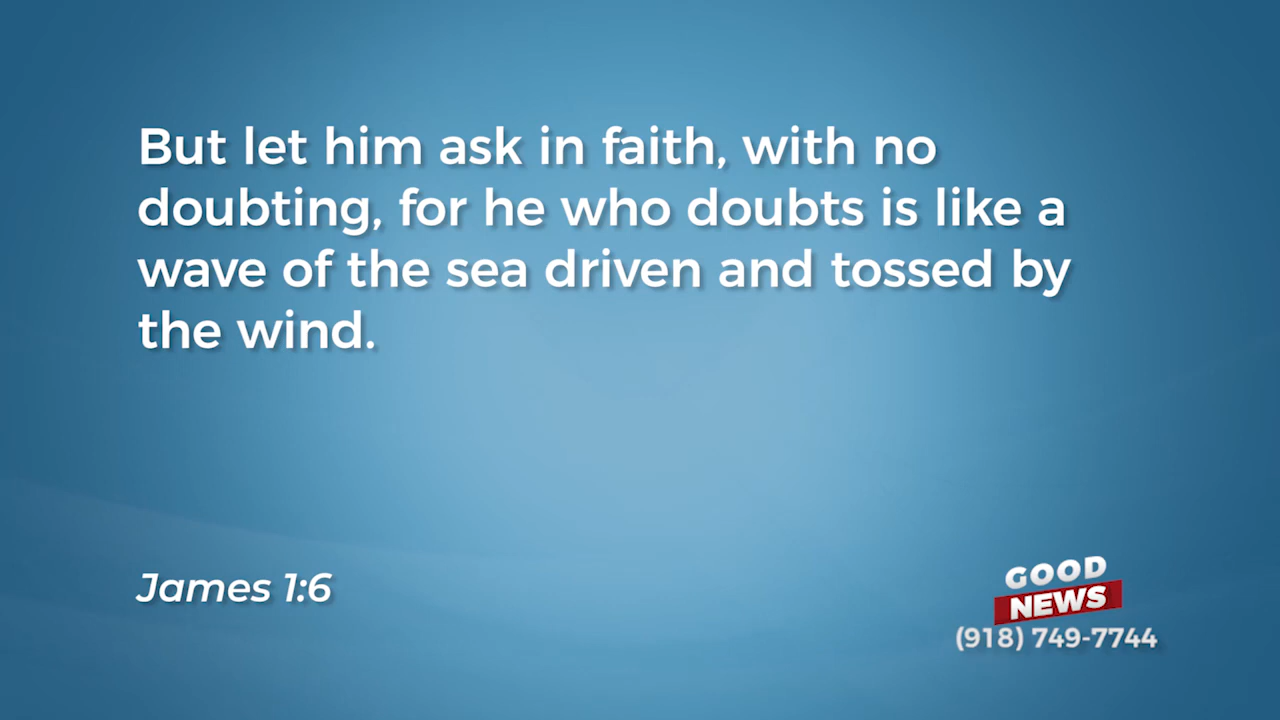 But let him ask in faith, with no
doubting, for he who doubts is like a
wave of the sea driven and tossed by
the wind.
James 1:6
GOOD
NEWS
(918) 749-7744